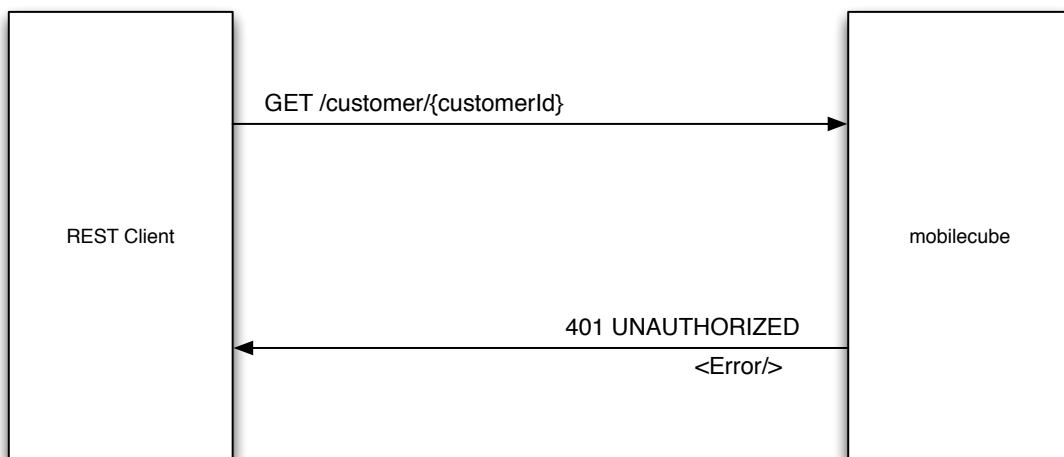 GET /customer/{customerId}
REST Client
mobilecube
401 UNAUTHORIZED
<Error/>